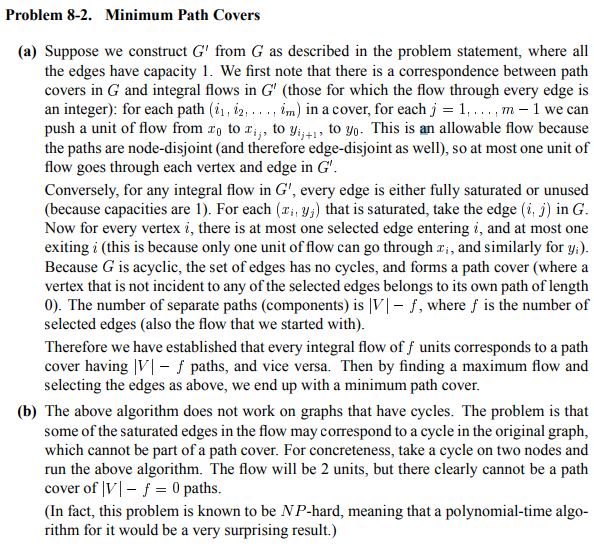 Problem 8-2. Minimum Path Covers
(a) Suppose we construct G′ from G as described in the problem statement, where all
the edges have capacity 1. We first note that there is a correspondence between path
covers in G and integral flows in G′ (those for which the flow through every edge is
an integer): for each path (i₁, i₂, . . . , iₘ) in a cover, for each j = 1, . . . , m − 1 we can
push a unit of flow from x₀ to x_{i_j}, to y_{i_{j+1}}, to y₀. This is an allowable flow because
the paths are node-disjoint (and therefore edge-disjoint as well), so at most one unit of
flow goes through each vertex and edge in G′.
Conversely, for any integral flow in G′, every edge is either fully saturated or unused
(because capacities are 1). For each (xᵢ, yⱼ) that is saturated, take the edge (i, j) in G.
Now for every vertex i, there is at most one selected edge entering i, and at most one
exiting i (this is because only one unit of flow can go through xᵢ, and similarly for yᵢ).
Because G is acyclic, the set of edges has no cycles, and forms a path cover (where a
vertex that is not incident to any of the selected edges belongs to its own path of length
0). The number of separate paths (components) is |V| − f, where f is the number of
selected edges (also the flow that we started with).
Therefore we have established that every integral flow of f units corresponds to a path
cover having |V| − f paths, and vice versa. Then by finding a maximum flow and
selecting the edges as above, we end up with a minimum path cover.
(b) The above algorithm does not work on graphs that have cycles. The problem is that
some of the saturated edges in the flow may correspond to a cycle in the original graph,
which cannot be part of a path cover. For concreteness, take a cycle on two nodes and
run the above algorithm. The flow will be 2 units, but there clearly cannot be a path
cover of |V| − f = 0 paths.
(In fact, this problem is known to be NP-hard, meaning that a polynomial-time algo-
rithm for it would be a very surprising result.)